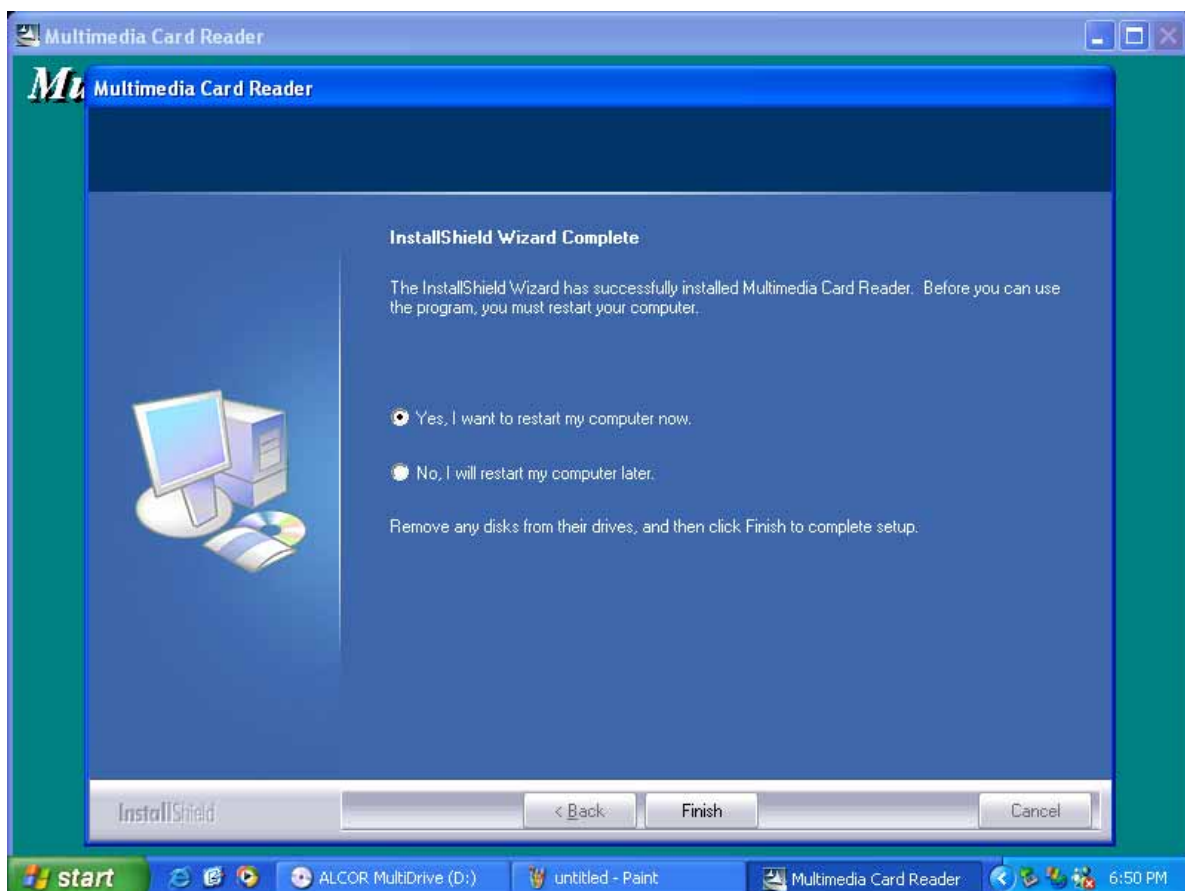 Multimedia Card Reader
Mu
Multimedia Card Reader
InstallShield Wizard Complete
The InstallShield Wizard has successfully installed Multimedia Card Reader. Before you can use
the program, you must restart your computer.
Yes, I want to restart my computer now.
No, I will restart my computer later.
Remove any disks from their drives, and then click Finish to complete setup.
InstallShield
< Back
Finish
Cancel
start
ALCOR MultiDrive (D:)
untitled - Paint
Multimedia Card Reader
6:50 PM